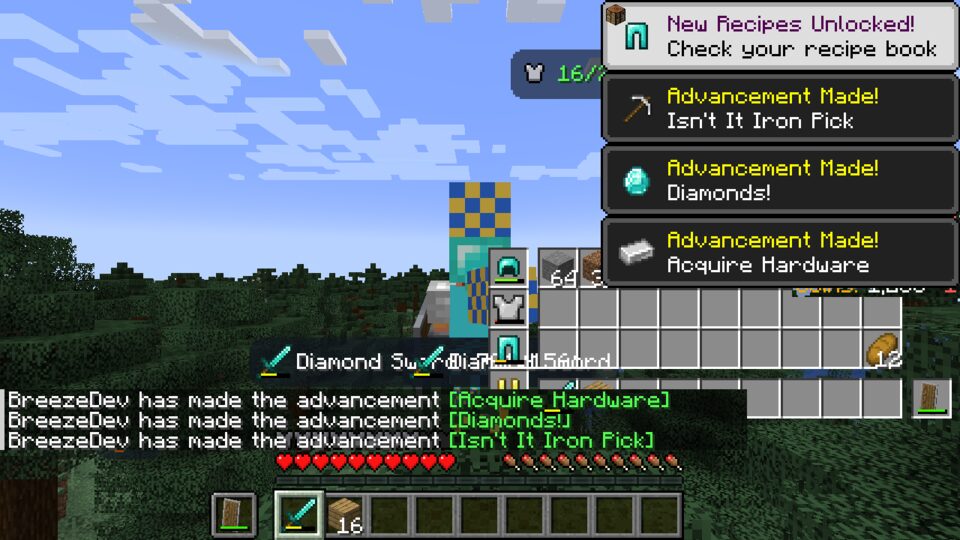 New Recipes Unlocked!
Check your recipe book
16/
Advancement Made!
Isn't It Iron Pick
Advancement Made!
Diamonds!
Advancement Made!
Acquire Hardware
64
12
Diamond
BreezeDev has made the advancement [Acquire Hardware]
BreezeDev has made the advancement [Diamonds!]
BreezeDev has made the advancement [Isn't It Iron Pick]
16